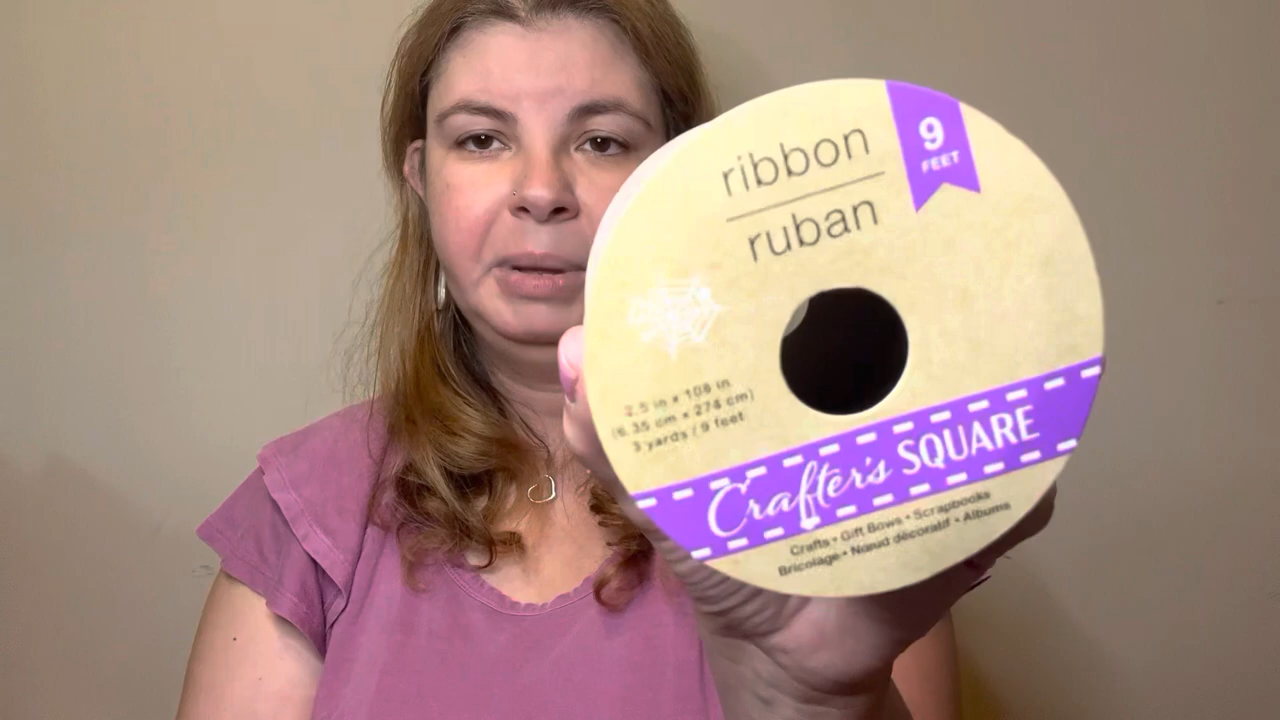 9
FEET
ribbon
ruban
2.5 in x 108 in
(6.35 cm x 274 cm)
3 yards / 9 feet
Crafter's SQUARE
Crafts • Gift Bows • Scrapbooks
Bricolage • Nœud décoratif • Albums